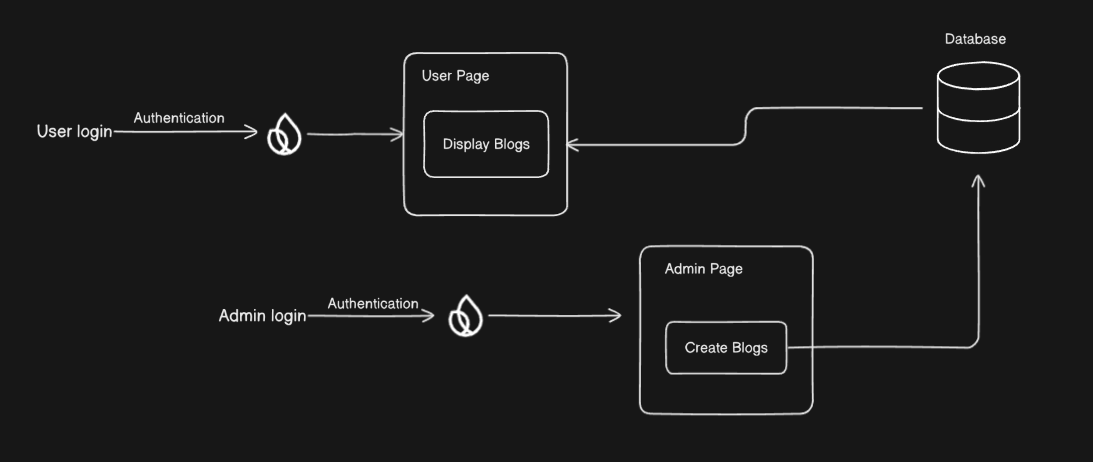 Database
User Page
Authentication
User login
Display Blogs
Admin Page
Authentication
Admin login
Create Blogs